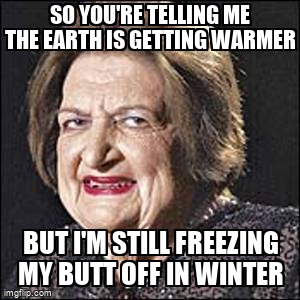 SO YOU'RE TELLING ME
THE EARTH IS GETTING WARMER
BUT I'M STILL FREEZING
MY BUTT OFF IN WINTER
imgflip.com